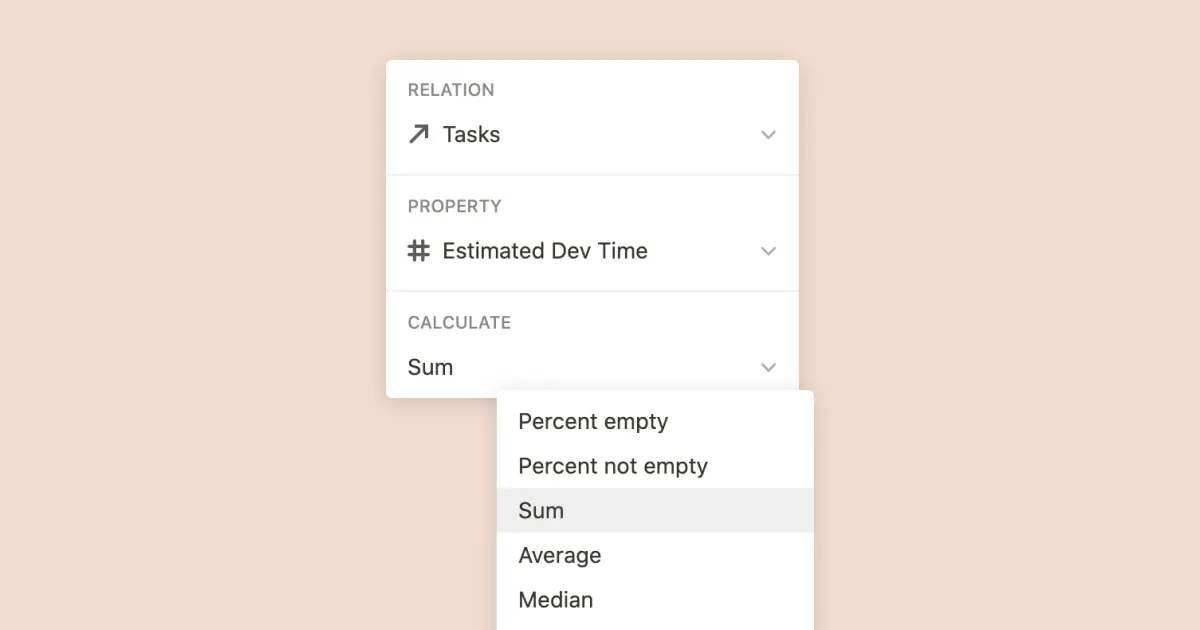 RELATION
Tasks
PROPERTY
Estimated Dev Time
CALCULATE
Sum
Percent empty
Percent not empty
Sum
Average
Median